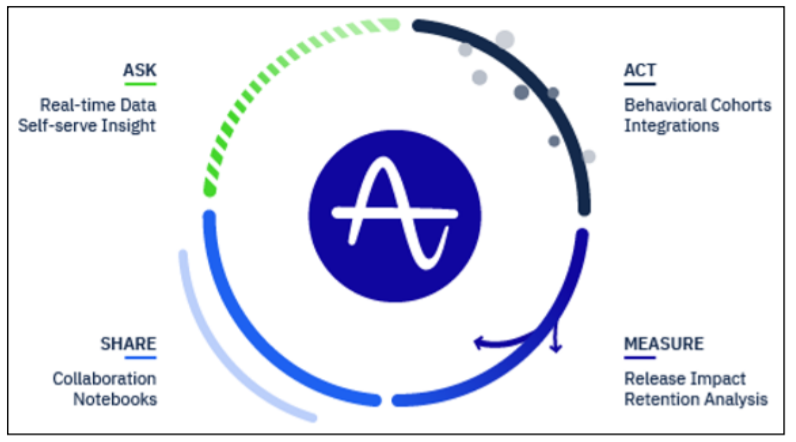 ASK
Real-time Data
Self-serve Insight
ACT
Behavioral Cohorts
Integrations
SHARE
Collaboration
Notebooks
MEASURE
Release Impact
Retention Analysis